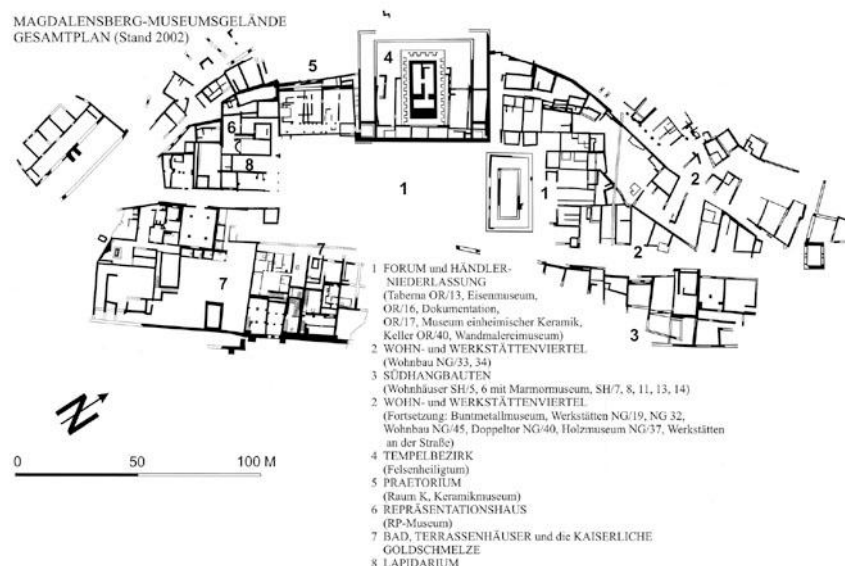 MAGDALENSBERG-MUSEUMSGELÄNDE
GESAMTPLAN (Stand 2002)
5
4
6
8
1
1
2
2
7
7
3
N
0 50 100 M
1 FORUM und HÄNDLER-
NIEDERLASSUNG
(Taberna OR/13, Eisenmuseum,
OR/16, Dokumentation,
OR/17, Museum einheimischer Keramik,
Keller OR/40, Wandmalereimuseum)
2 WOHN- und WERKSTÄTTENVIERTEL
(Wohnbau NG/33, 34)
3 SÜDHANGBAUTEN
(Wohnhäuser SH/5, 6 mit Marmormuseum, SH/7, 8, 11, 13, 14)
2 WOHN- und WERKSTÄTTENVIERTEL
(Fortsetzung: Buntmetallmuseum, Werkstätten NG/19, NG 32,
Wohnbau NG/45, Doppeltor NG/40, Holzmuseum NG/37, Werkstätten
an der Straße)
4 TEMPELBEZIRK
(Felsenheiligtum)
5 PRAETORIUM
(Raum K, Keramikmuseum)
6 REPRÄSENTATIONSHAUS
(RP-Museum)
7 BAD, TERRASSENHÄUSER und die KAISERLICHE
GOLDSCHMELZE
8 LAPIDARIUM